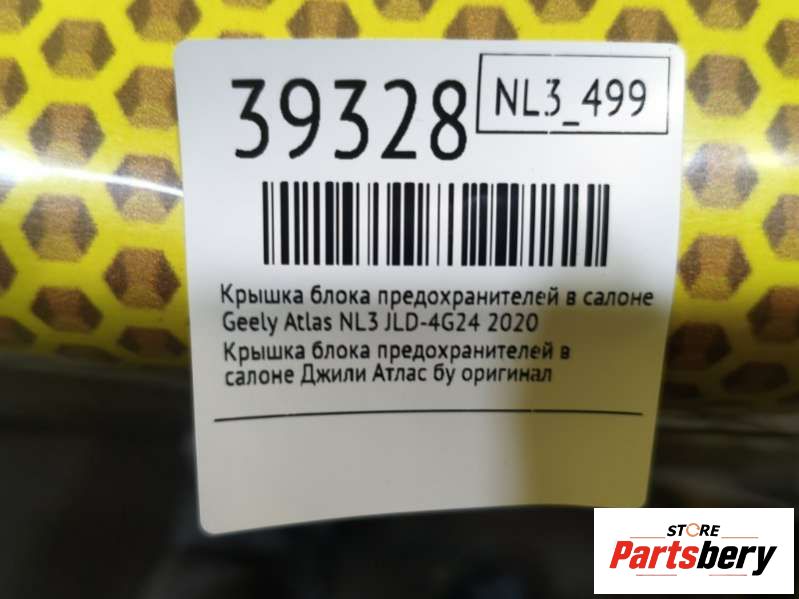 39328
NL3_499
Крышка блока предохранителей в салоне
Geely Atlas NL3 JLD-4G24 2020
Крышка блока предохранителей в
салоне Джили Атлас бу оригинал
STORE
Partsbery